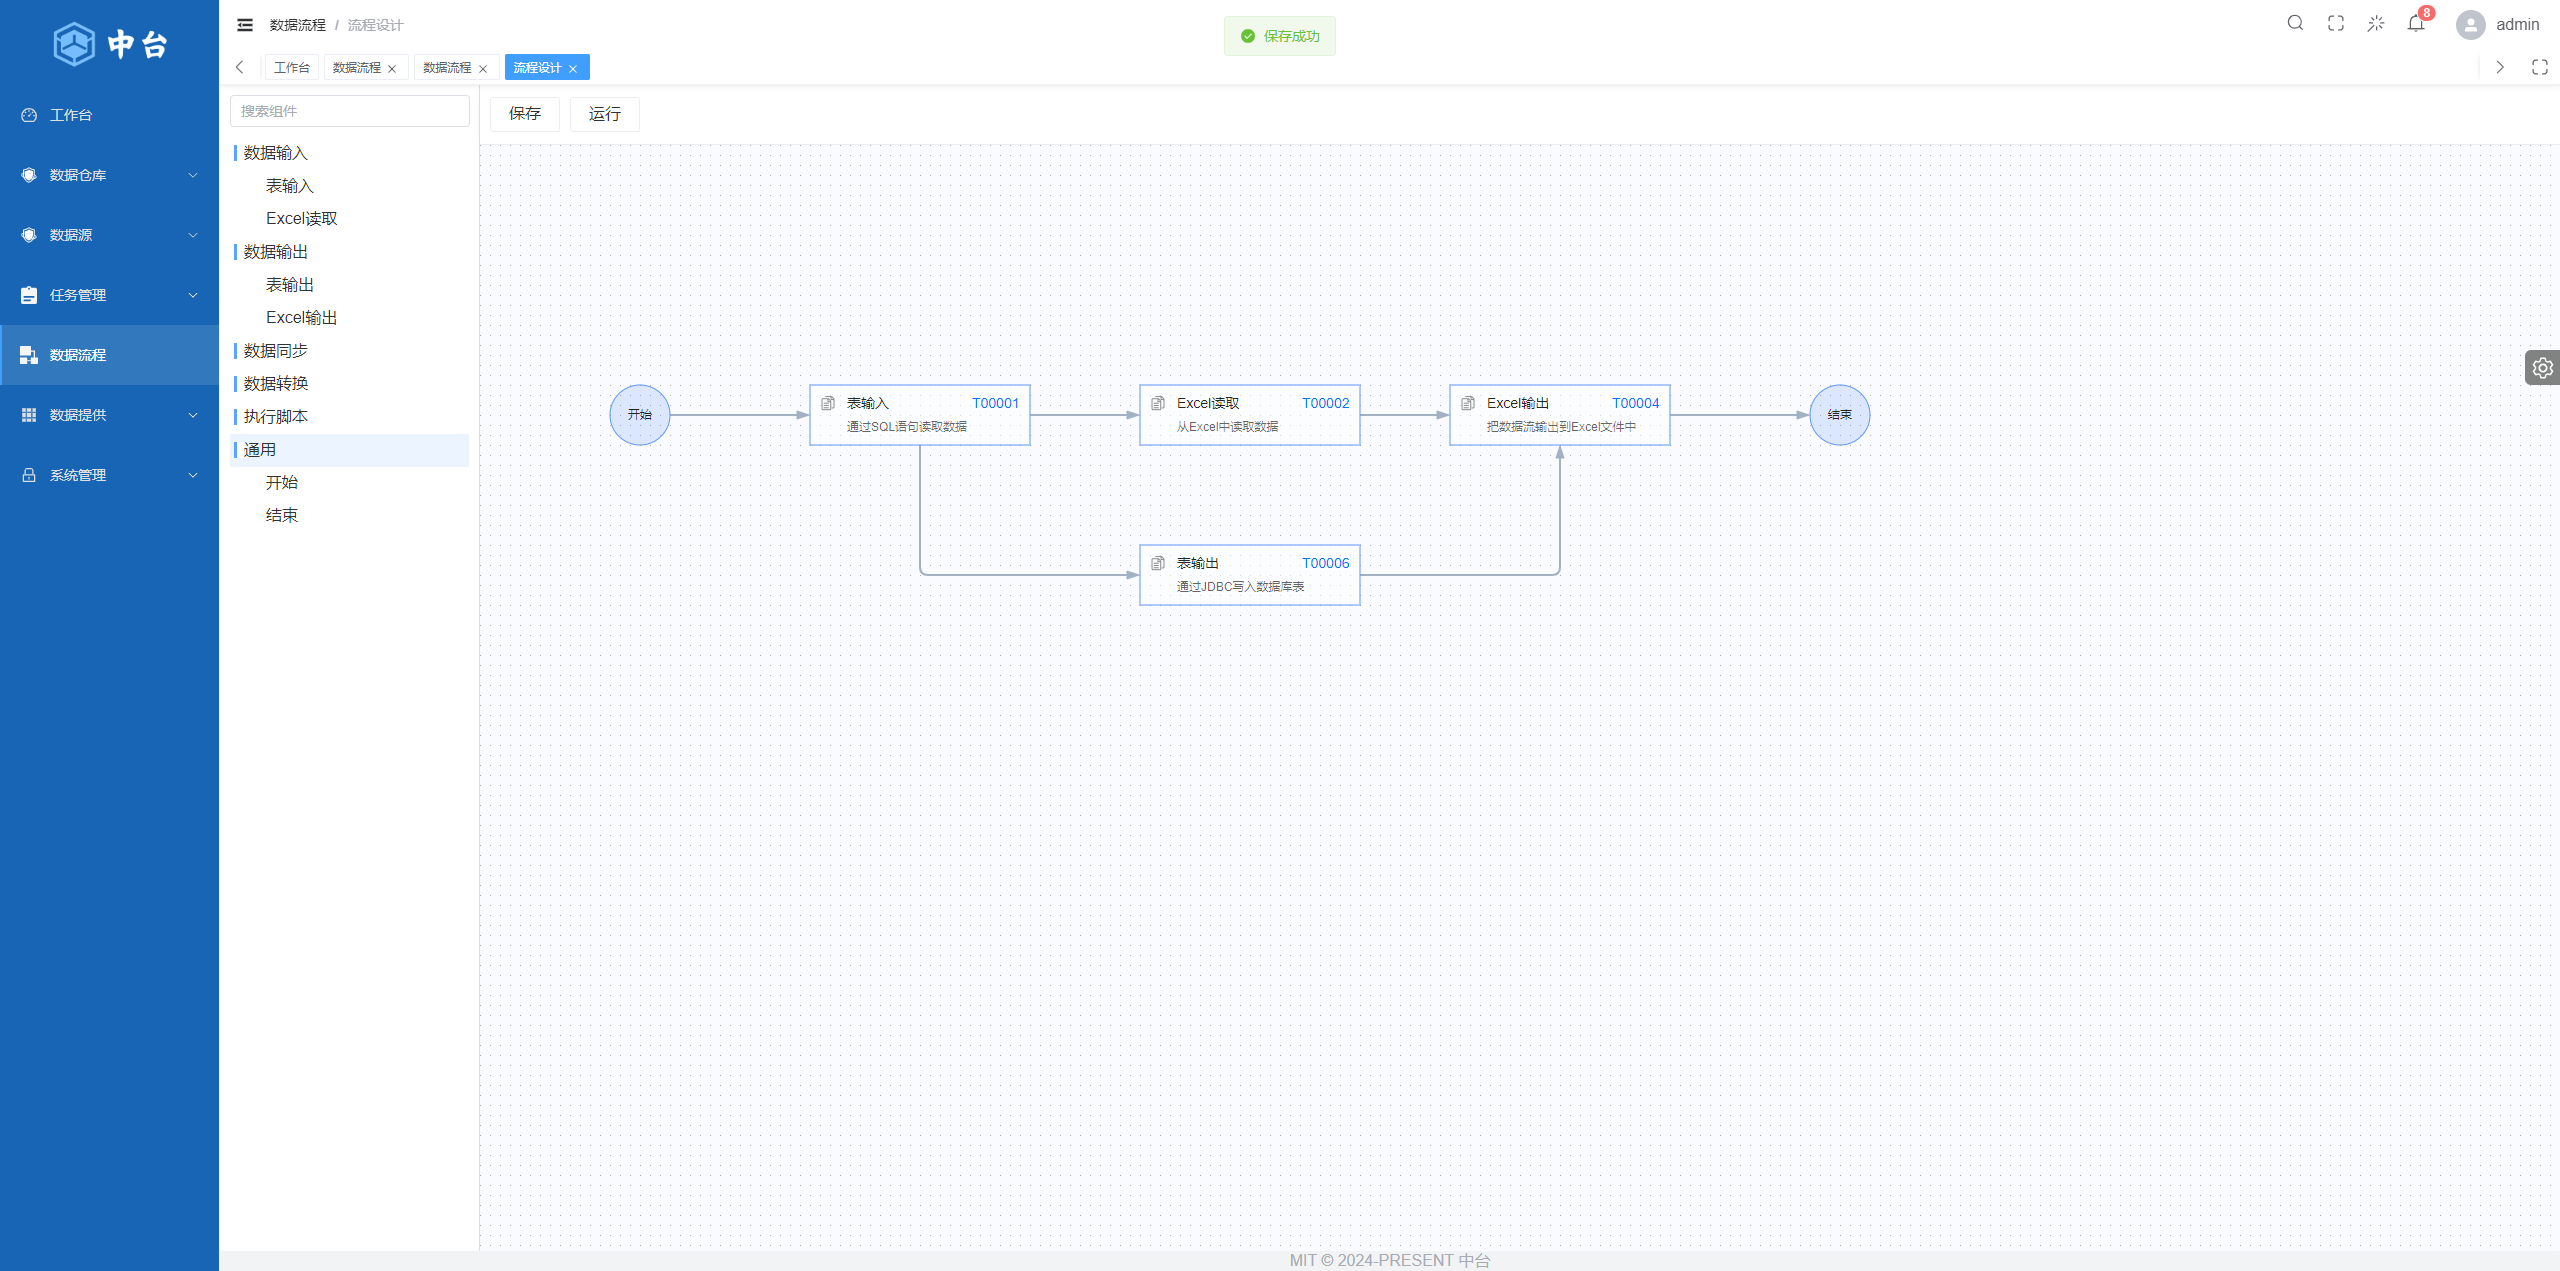 中台
工作台
数据仓库
数据源
任务管理
数据流程
数据提供
系统管理
数据流程 / 流程设计
保存成功
8
admin
工作台
数据流程
数据流程
流程设计
搜索组件
数据输入
表输入
Excel读取
数据输出
表输出
Excel输出
数据同步
数据转换
执行脚本
通用
开始
结束
保存
运行
开始
表输入 T00001
通过SQL语句读取数据
Excel读取 T00002
从Excel中读取数据
Excel输出 T00004
把数据流输出到Excel文件中
结束
表输出 T00006
通过JDBC写入数据库表
MIT © 2024-PRESENT 中台